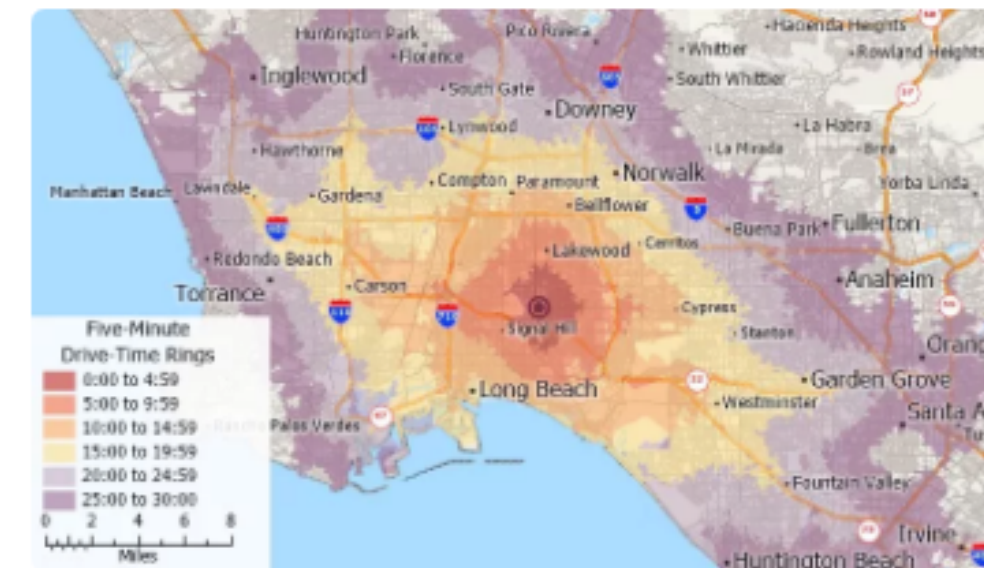 Hacienda Heights
Huntington Park
Pico Rivera
Florence
Whittier
Rowland Heights
Inglewood
South Whittier
South Gate
Downey
Lynwood
La Habra
Hawthorne
La Mirada
Brea
Norwalk
Manhattan Beach
Lawndale
Gardena
Compton
Paramount
Yorba Linda
Bellflower
5
Buena Park
Fullerton
Lakewood
Cerritos
Redondo Beach
Torrance
Carson
Anaheim
Cypress
Signal Hill
Stanton
Long Beach
Garden Grove
Westminster
Palos Verdes
Fountain Valley
Irvine
Huntington Beach
Five-Minute
Drive-Time Rings
0:00 to 4:59
5:00 to 9:59
10:00 to 14:59
15:00 to 19:59
20:00 to 24:59
25:00 to 30:00
0 2 4 6 8
Miles